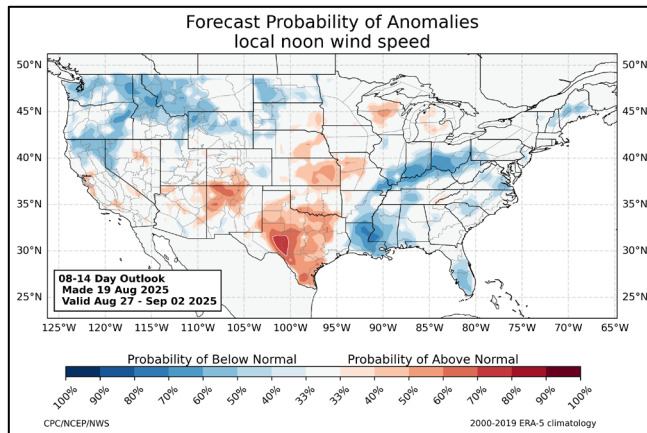 Forecast Probability of Anomalies
local noon wind speed
50°N
50°N
45°N
45°N
40°N
40°N
35°N
35°N
30°N
30°N
25°N
25°N
08-14 Day Outlook
Made 19 Aug 2025
Valid Aug 27 - Sep 02 2025
125°W 120°W 115°W 110°W 105°W 100°W 95°W 90°W 85°W 80°W 75°W 70°W 65°W
Probability of Below Normal Probability of Above Normal
100% 90% 80% 70% 60% 50% 40% 33% 33% 40% 50% 60% 70% 80% 90% 100%
CPC/NCEP/NWS 2000-2019 ERA-5 climatology